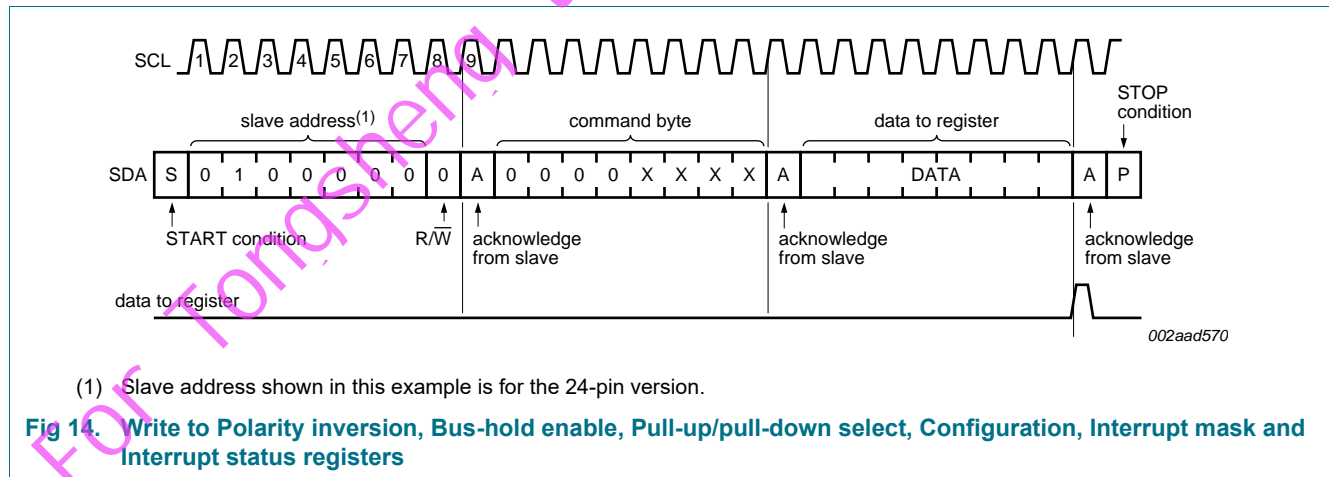 SCL 1 2 3 4 5 6 7 8 9
STOP
condition
slave address(1) command byte data to register
SDA S 0 1 0 0 0 0 0 0 A 0 0 0 0 X X X X A DATA A P
START condition R/W̅ acknowledge from slave acknowledge from slave acknowledge from slave
data to register
002aad570
(1) Slave address shown in this example is for the 24-pin version.
Fig 14. Write to Polarity inversion, Bus-hold enable, Pull-up/pull-down select, Configuration, Interrupt mask and
Interrupt status registers
For Tongsheng